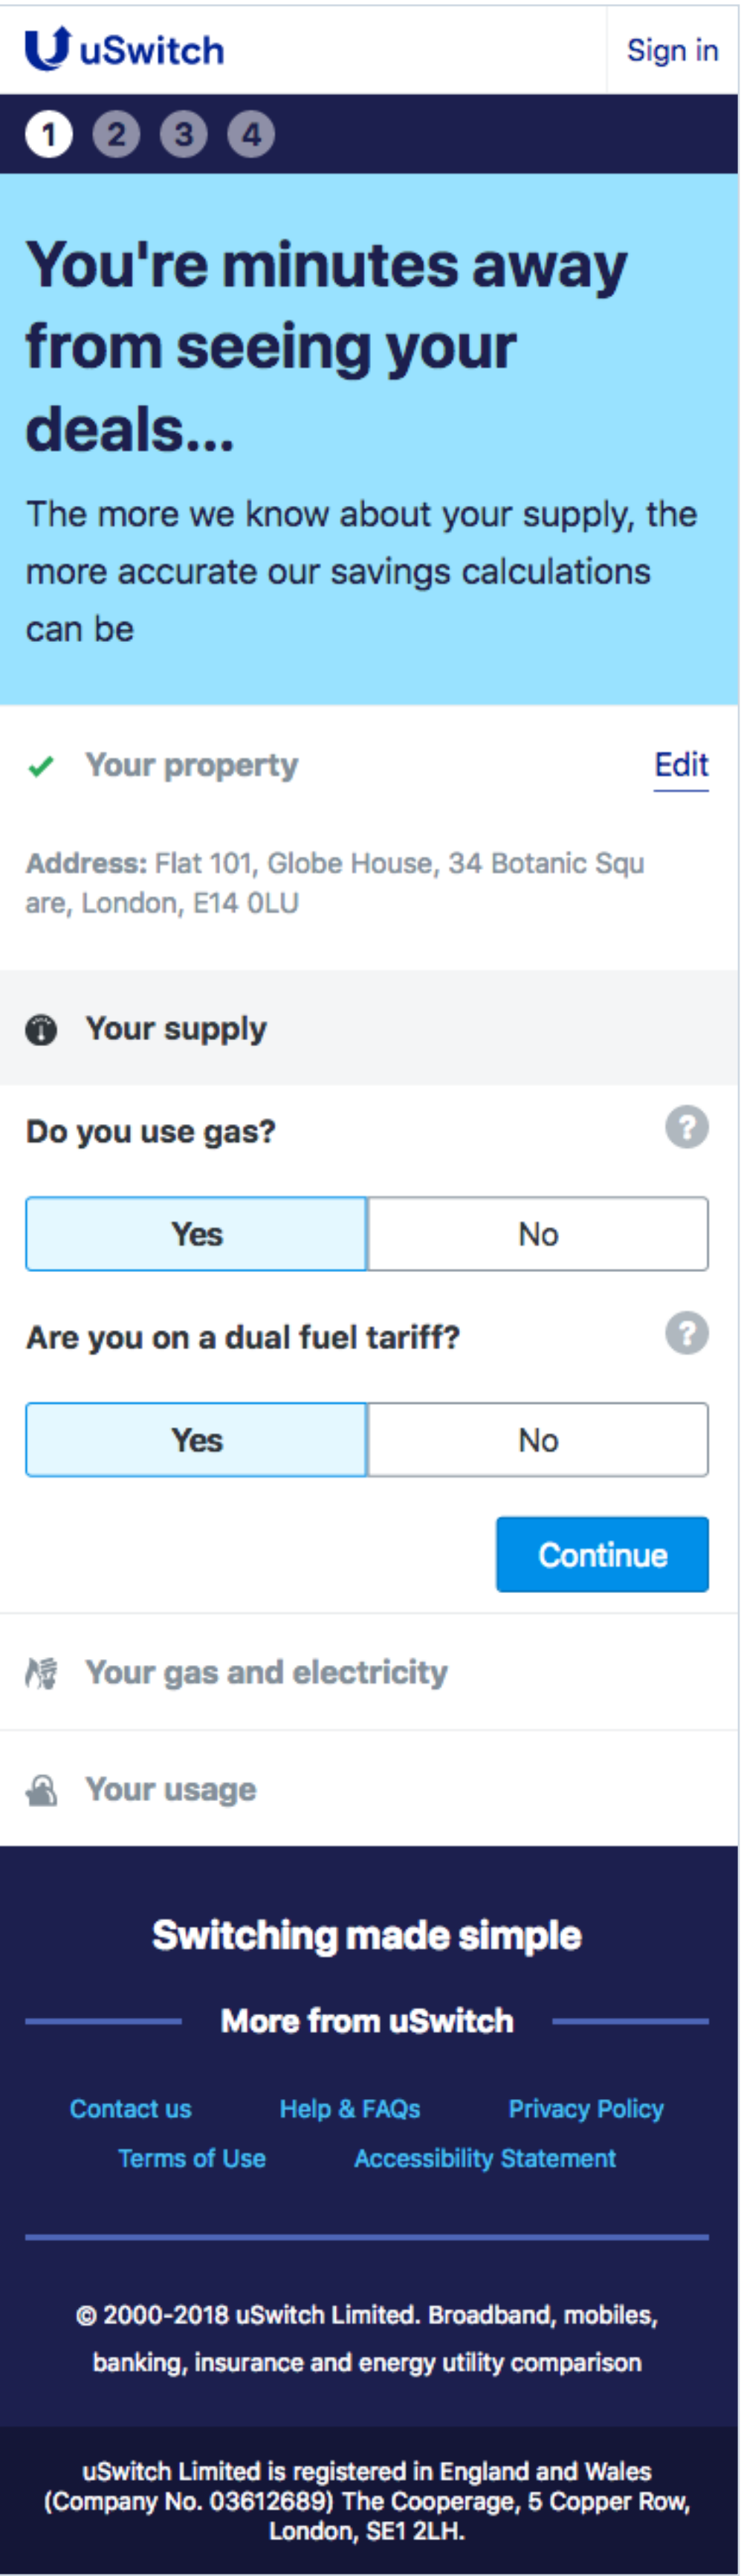 uSwitch
Sign in
1 2 3 4
You're minutes away
from seeing your
deals...
The more we know about your supply, the
more accurate our savings calculations
can be
Your property
Edit
Address: Flat 101, Globe House, 34 Botanic Squ
are, London, E14 0LU
Your supply
Do you use gas?
?
Yes
No
Are you on a dual fuel tariff?
?
Yes
No
Continue
Your gas and electricity
Your usage
Switching made simple
More from uSwitch
Contact us Help & FAQs Privacy Policy
Terms of Use Accessibility Statement
© 2000-2018 uSwitch Limited. Broadband, mobiles,
banking, insurance and energy utility comparison
uSwitch Limited is registered in England and Wales
(Company No. 03612689) The Cooperage, 5 Copper Row,
London, SE1 2LH.